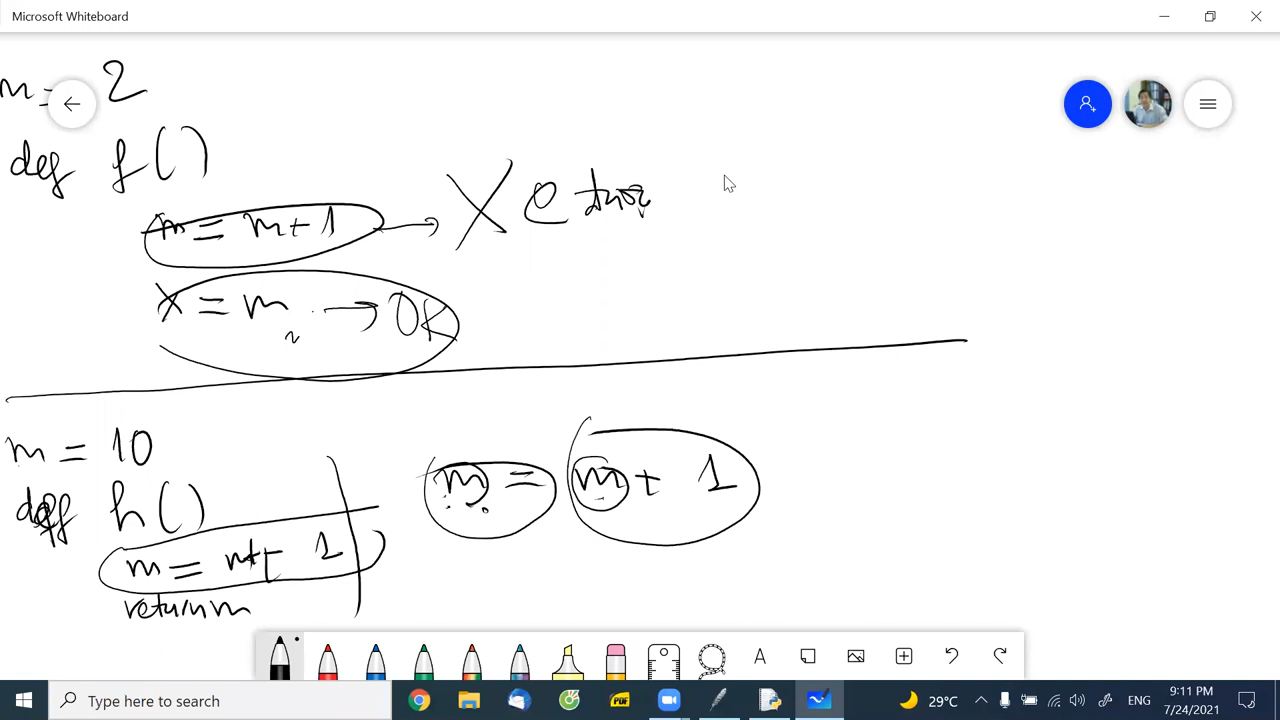 Microsoft Whiteboard
m = 2
def f()
m = m + 1 → X
x = m → OK
m = 10
def h()
m = m + 1
return m
m = m + 1
A
Type here to search
PDF
29°C
ENG
9:11 PM
7/24/2021